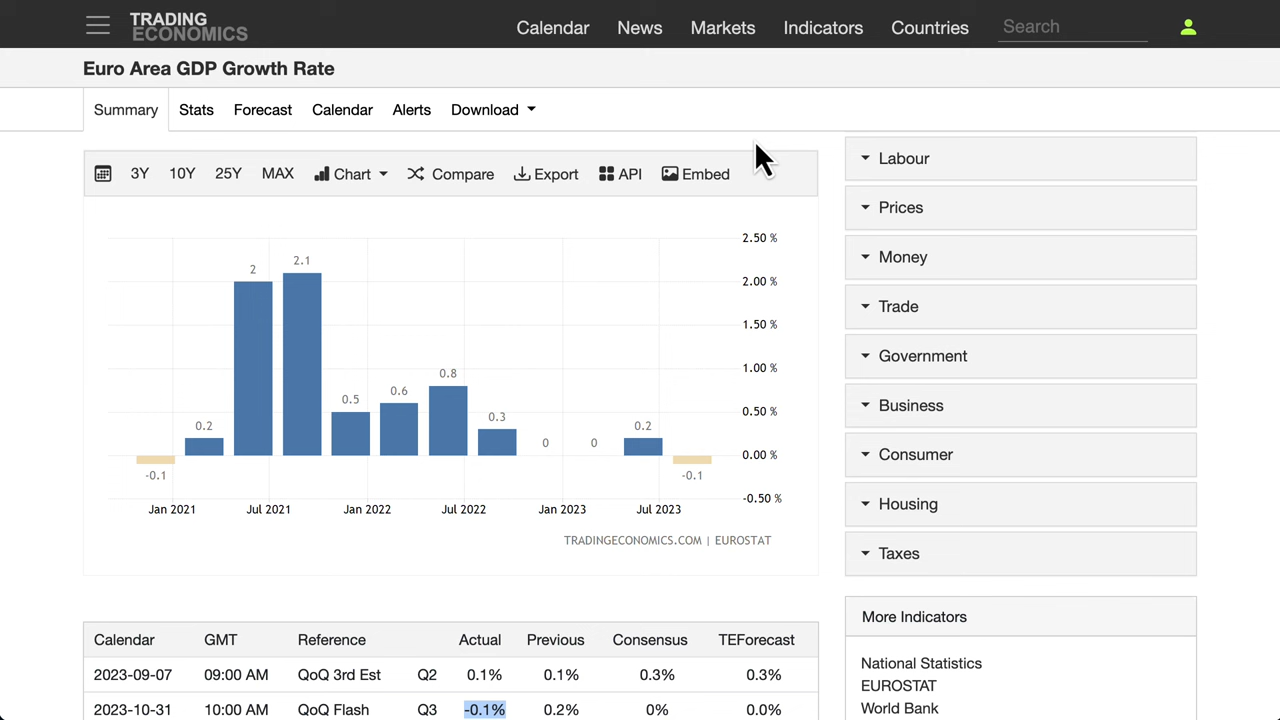 TRADING
ECONOMICS
Calendar News Markets Indicators Countries Search
Euro Area GDP Growth Rate
Summary Stats Forecast Calendar Alerts Download
3Y 10Y 25Y MAX Chart Compare Export API Embed
2.50 %
2.00 %
1.50 %
1.00 %
0.50 %
0.00 %
-0.50 %
-0.1 0.2 2 2.1 0.5 0.6 0.8 0.3 0 0 0.2 -0.1
Jan 2021 Jul 2021 Jan 2022 Jul 2022 Jan 2023 Jul 2023
TRADINGECONOMICS.COM | EUROSTAT
Calendar GMT Reference Actual Previous Consensus TEForecast
2023-09-07 09:00 AM QoQ 3rd Est Q2 0.1% 0.1% 0.3% 0.3%
2023-10-31 10:00 AM QoQ Flash Q3 -0.1% 0.2% 0% 0.0%
Labour
Prices
Money
Trade
Government
Business
Consumer
Housing
Taxes
More Indicators
National Statistics
EUROSTAT
World Bank